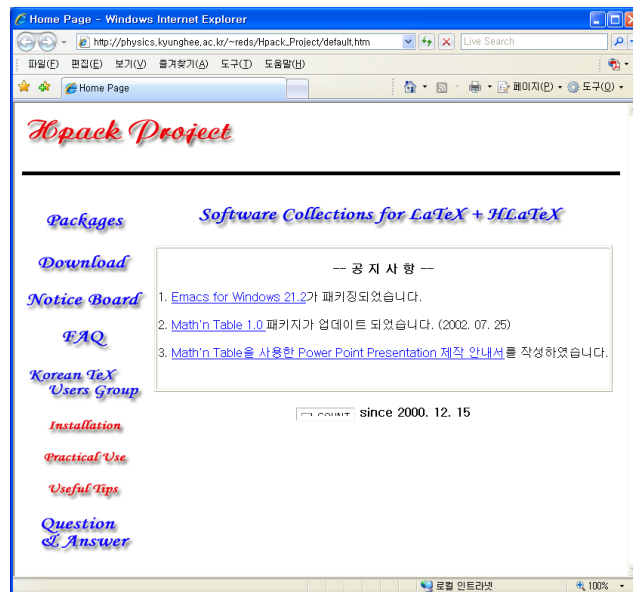 Home Page - Windows Internet Explorer
http://physics.kyunghee.ac.kr/~reds/Hpack_Project/default.htm
Live Search
파일(F) 편집(E) 보기(V) 즐겨찾기(A) 도구(T) 도움말(H)
Home Page
페이지(P) 도구(O)
Hpack Project
Software Collections for LaTeX + HLaTeX
Packages
Download
Notice Board
FAQ
Korean TeX
Users Group
Installation
Practical Use
Useful Tips
Question
& Answer
-- 공 지 사 항 --
1. Emacs for Windows 21.2가 패키징되었습니다.
2. Math'n Table 1.0 패키지가 업데이트 되었습니다. (2002. 07. 25)
3. Math'n Table을 사용한 Power Point Presentation 제작 안내서를 작성하였습니다.
COUNT since 2000. 12. 15
로컬 인트라넷
100%